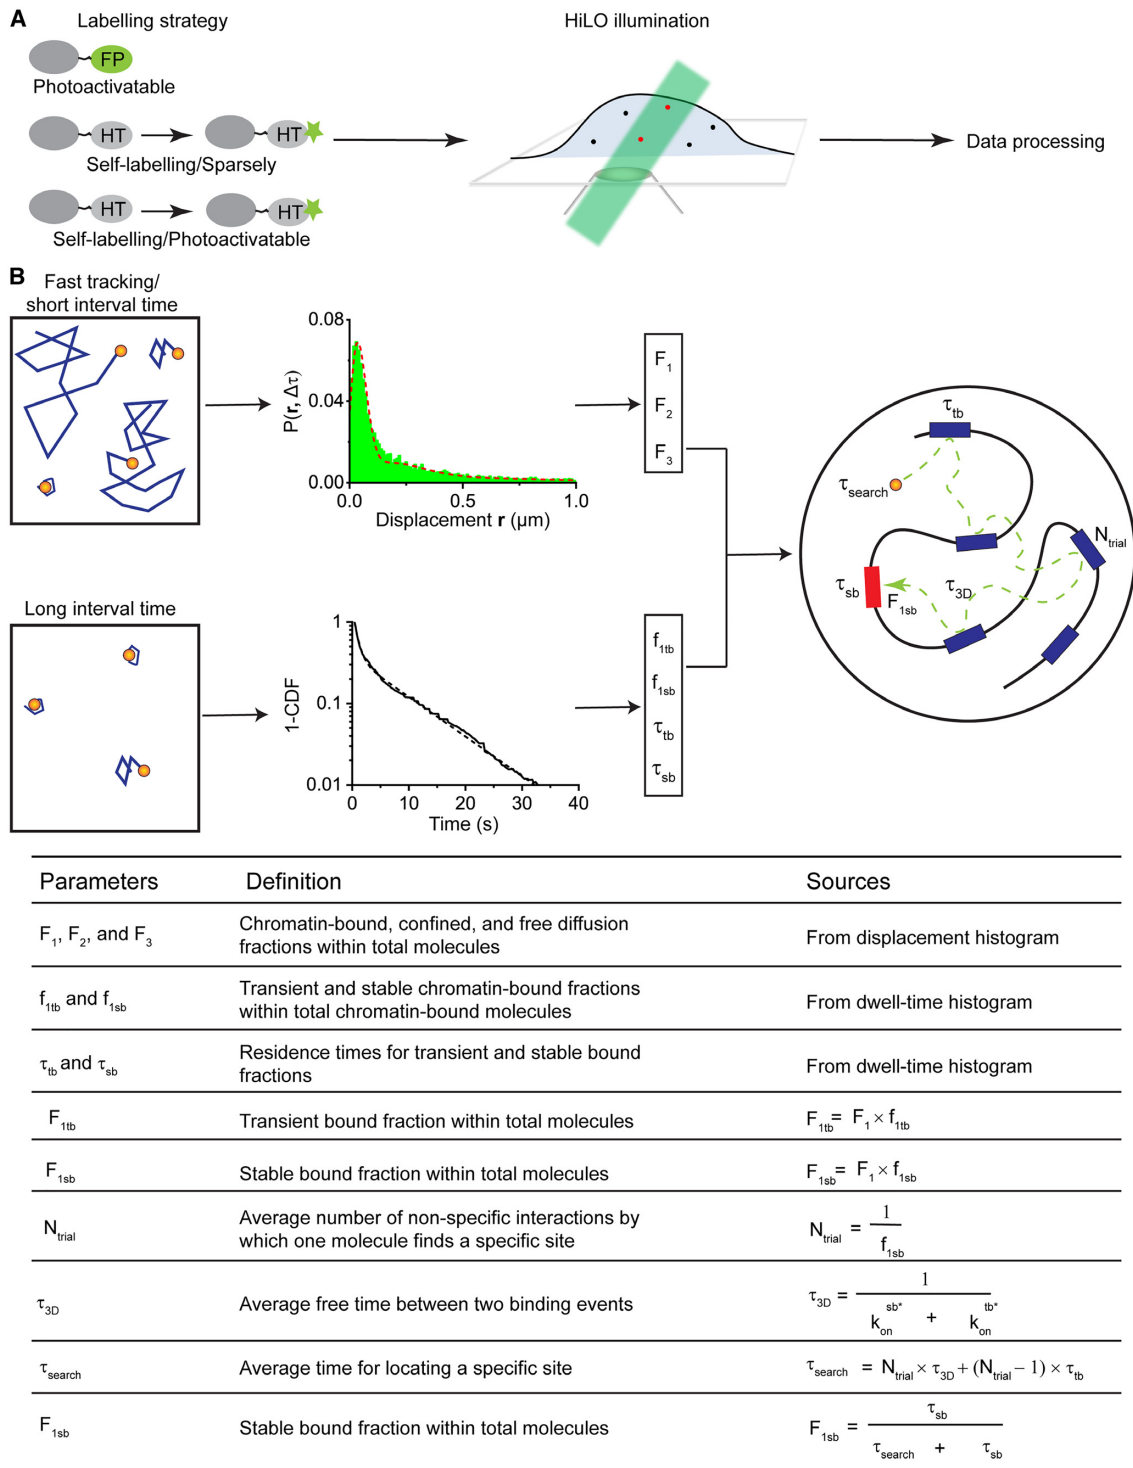 A
Labelling strategy
HiLO illumination
FP
Photoactivatable
HT
HT
Self-labelling/Sparsely
HT
HT
Self-labelling/Photoactivatable
Data processing
B
Fast tracking/
short interval time
0.08
0.04
0.00
P(r, Δτ)
0.0
0.5
1.0
Displacement r (µm)
F1
F2
F3
Long interval time
1
0.1
0.01
1-CDF
0
10
20
30
40
Time (s)
f1tb
f1sb
τtb
τsb
τtb
τsearch
Ntrial
τsb
F1sb
τ3D
Parameters Definition Sources
F1, F2, and F3
Chromatin-bound, confined, and free diffusion
fractions within total molecules
From displacement histogram
f1tb and f1sb
Transient and stable chromatin-bound fractions
within total chromatin-bound molecules
From dwell-time histogram
τtb and τsb
Residence times for transient and stable bound
fractions
From dwell-time histogram
F1tb
Transient bound fraction within total molecules
F1tb= F1 × f1tb
F1sb
Stable bound fraction within total molecules
F1sb= F1 × f1sb
Ntrial
Average number of non-specific interactions by
which one molecule finds a specific site
Ntrial = 1 / f1sb
τ3D
Average free time between two binding events
τ3D = 1 / kon^sb* + kon^tb*
τsearch
Average time for locating a specific site
τsearch = Ntrial × τ3D + (Ntrial − 1) × τtb
F1sb
Stable bound fraction within total molecules
F1sb = τsb / τsearch + τsb